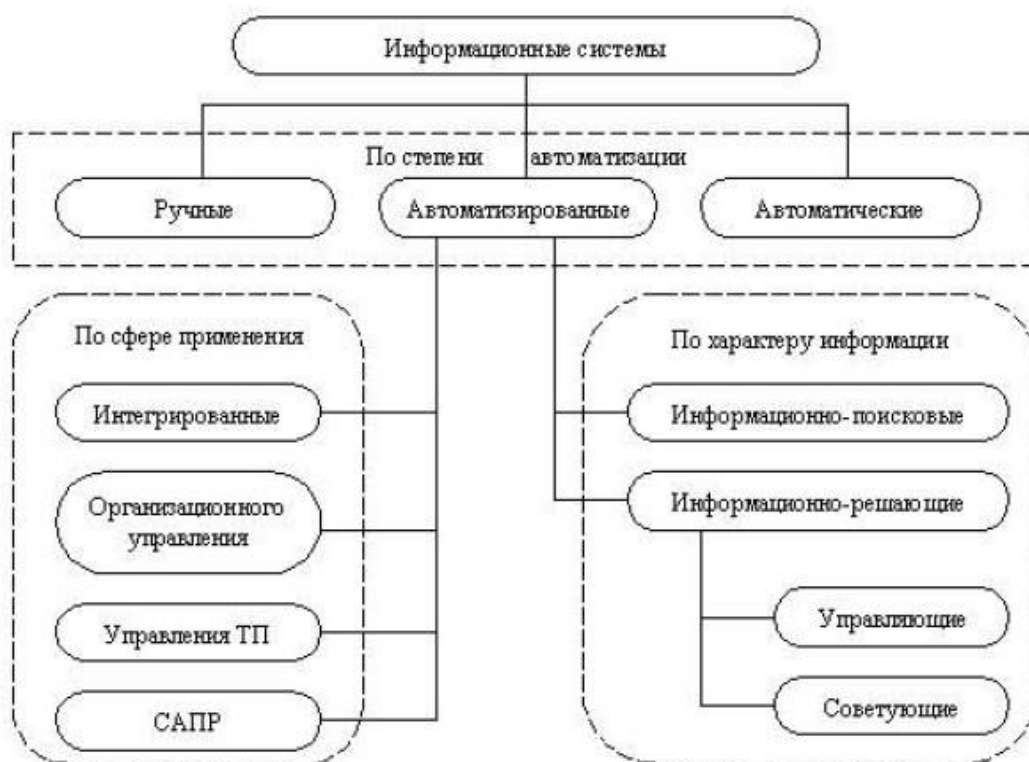 Информационные системы
По степени автоматизации
Ручные
Автоматизированные
Автоматические
По сфере применения
Интегрированные
Организационного
управления
Управления ТП
САПР
По характеру информации
Информационно-поисковые
Информационно-решающие
Управляющие
Советующие